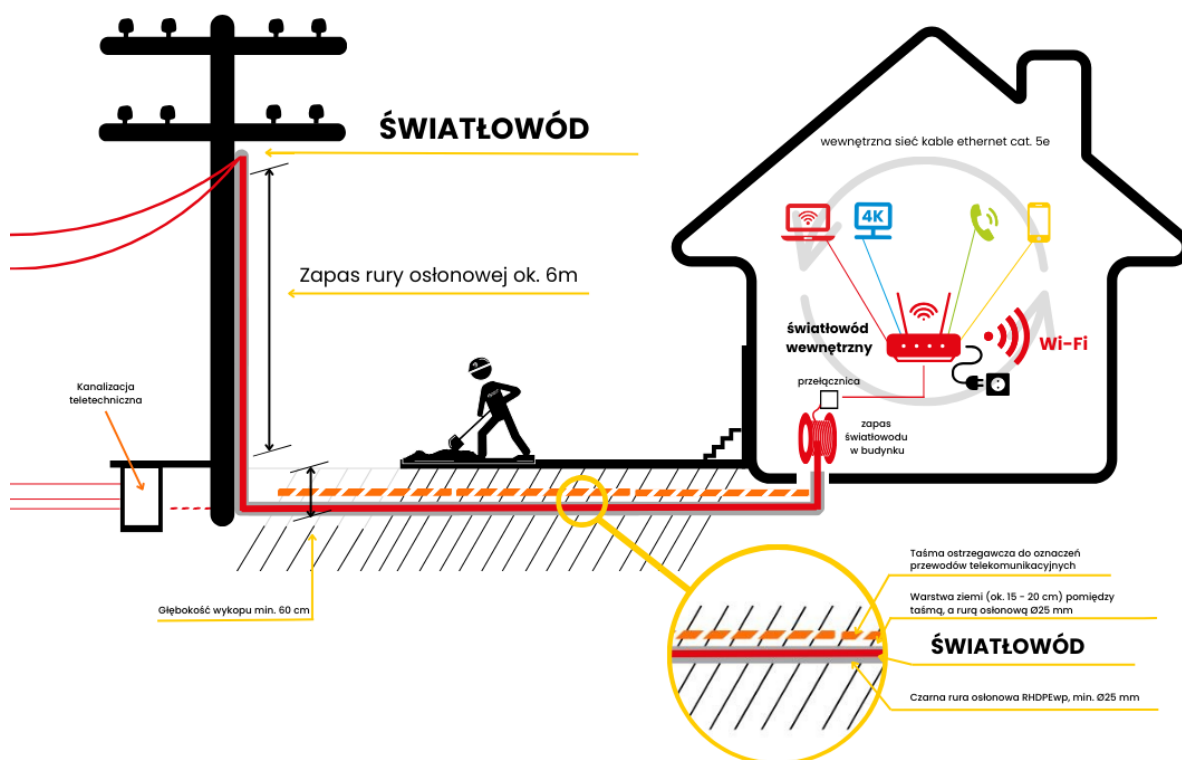 ŚWIATŁOWÓD
wewnętrzna sieć kable ethernet cat. 5e
4K
Zapas rury osłonowej ok. 6m
światłowód
wewnętrzny
Wi-Fi
przełącznica
Kanalizacja
teletechniczna
zapas
światłowodu
w budynku
Głębokość wykopu min. 60 cm
Taśma ostrzegawcza do oznaczeń
przewodów telekomunikacyjnych
Warstwa ziemi (ok. 15 - 20 cm) pomiędzy
taśmą, a rurą osłonową Ø25 mm
ŚWIATŁOWÓD
Czarna rura osłonowa RHDPEwp, min. Ø25 mm